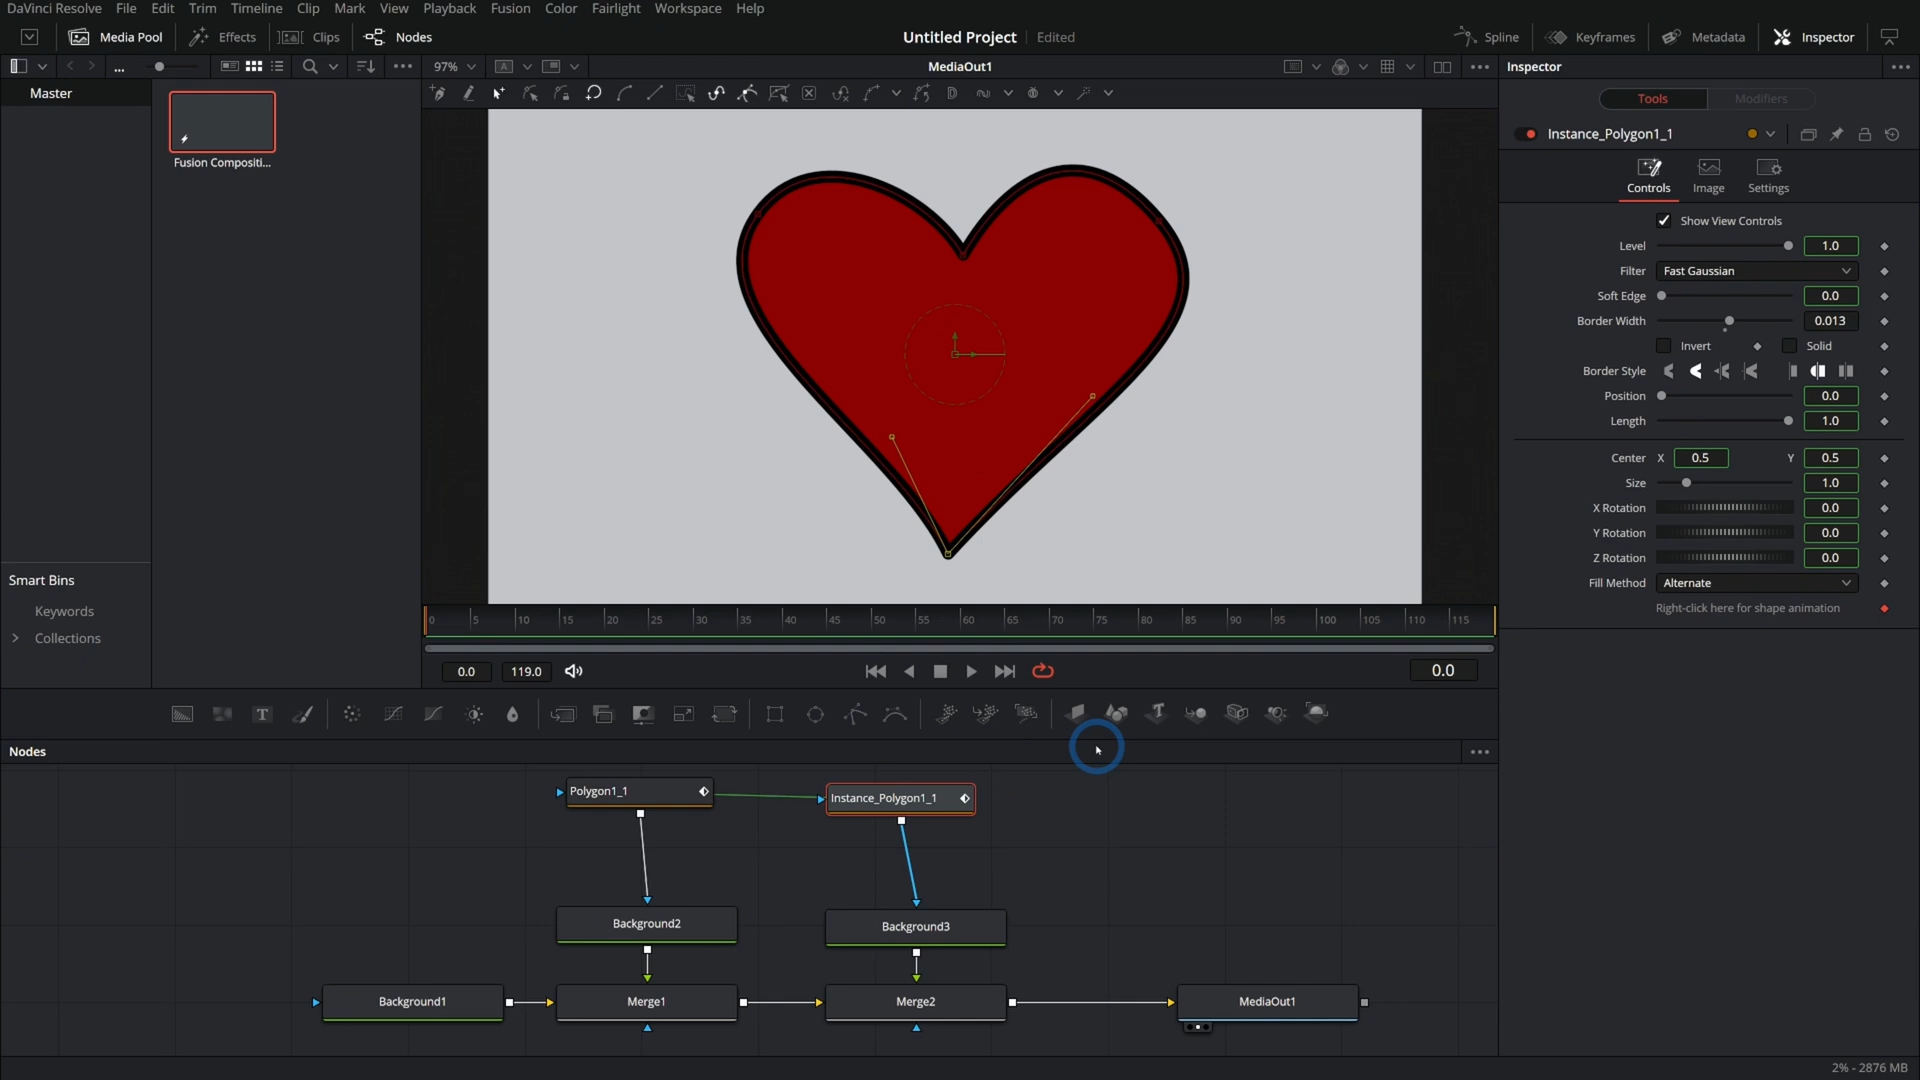 DaVinci Resolve File Edit Trim Timeline Clip Mark View Playback Fusion Color Fairlight Workspace Help
Media Pool Effects Clips Nodes Untitled Project Edited Spline Keyframes Metadata Inspector
... 97% A MediaOut1 Inspector
Master
Tools Modifiers
Fusion Compositi...
Instance_Polygon1_1
Controls Image Settings
Show View Controls
Level 1.0
Filter Fast Gaussian
Soft Edge 0.0
Border Width 0.013
Invert Solid
Border Style
Position 0.0
Length 1.0
Center X 0.5 Y 0.5
Size 1.0
X Rotation 0.0
Y Rotation 0.0
Z Rotation 0.0
Fill Method Alternate
Right-click here for shape animation
Smart Bins
Keywords
Collections
0 5 10 15 20 25 30 35 40 45 50 55 60 65 70 75 80 85 90 95 100 105 110 115
0.0 119.0 0.0
T T
Nodes
Polygon1_1 Instance_Polygon1_1
Background2 Background3
Background1 Merge1 Merge2 MediaOut1
2% - 2876 MB